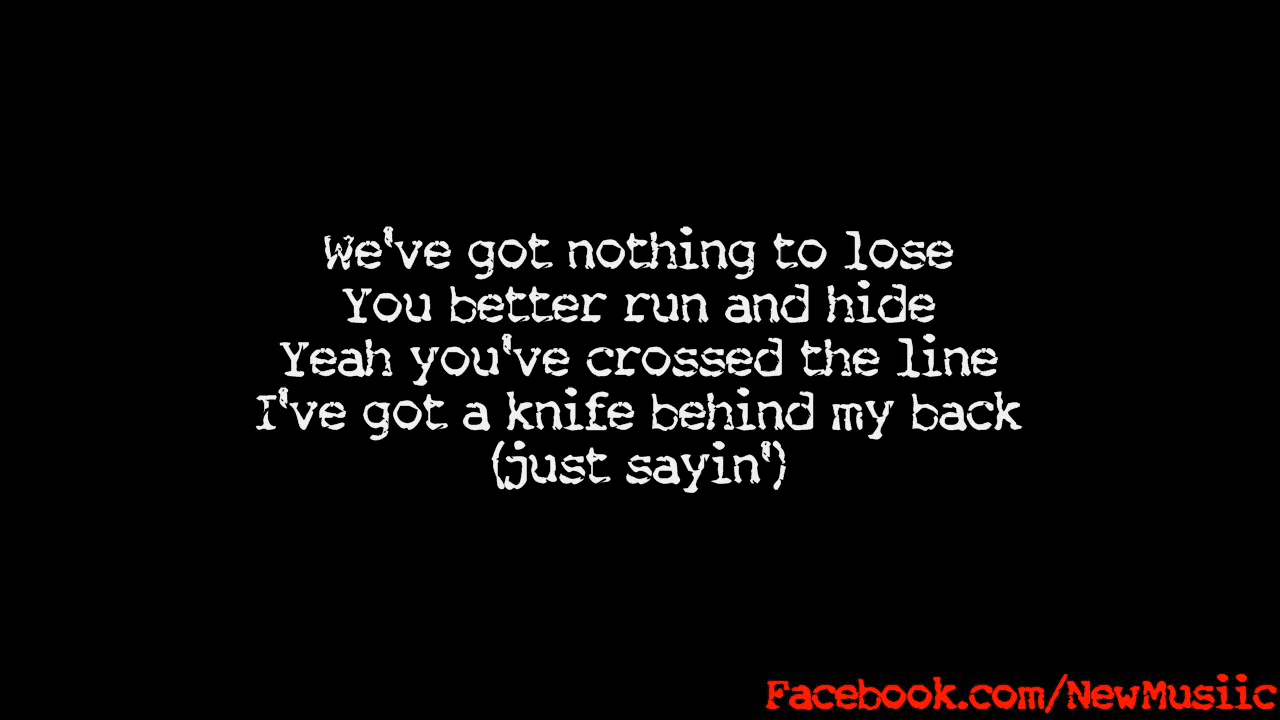 We've got nothing to lose
You better run and hide
Yeah you've crossed the line
I've got a knife behind my back
(just sayin')
Facebook.com/NewMusiic